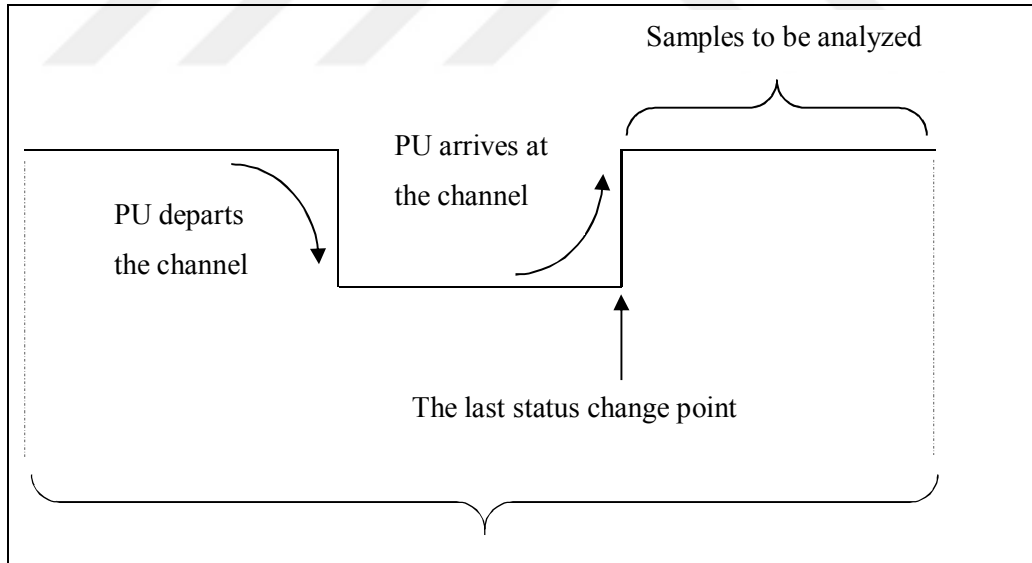 Samples to be analyzed
PU arrives at
the channel
PU departs
the channel
The last status change point